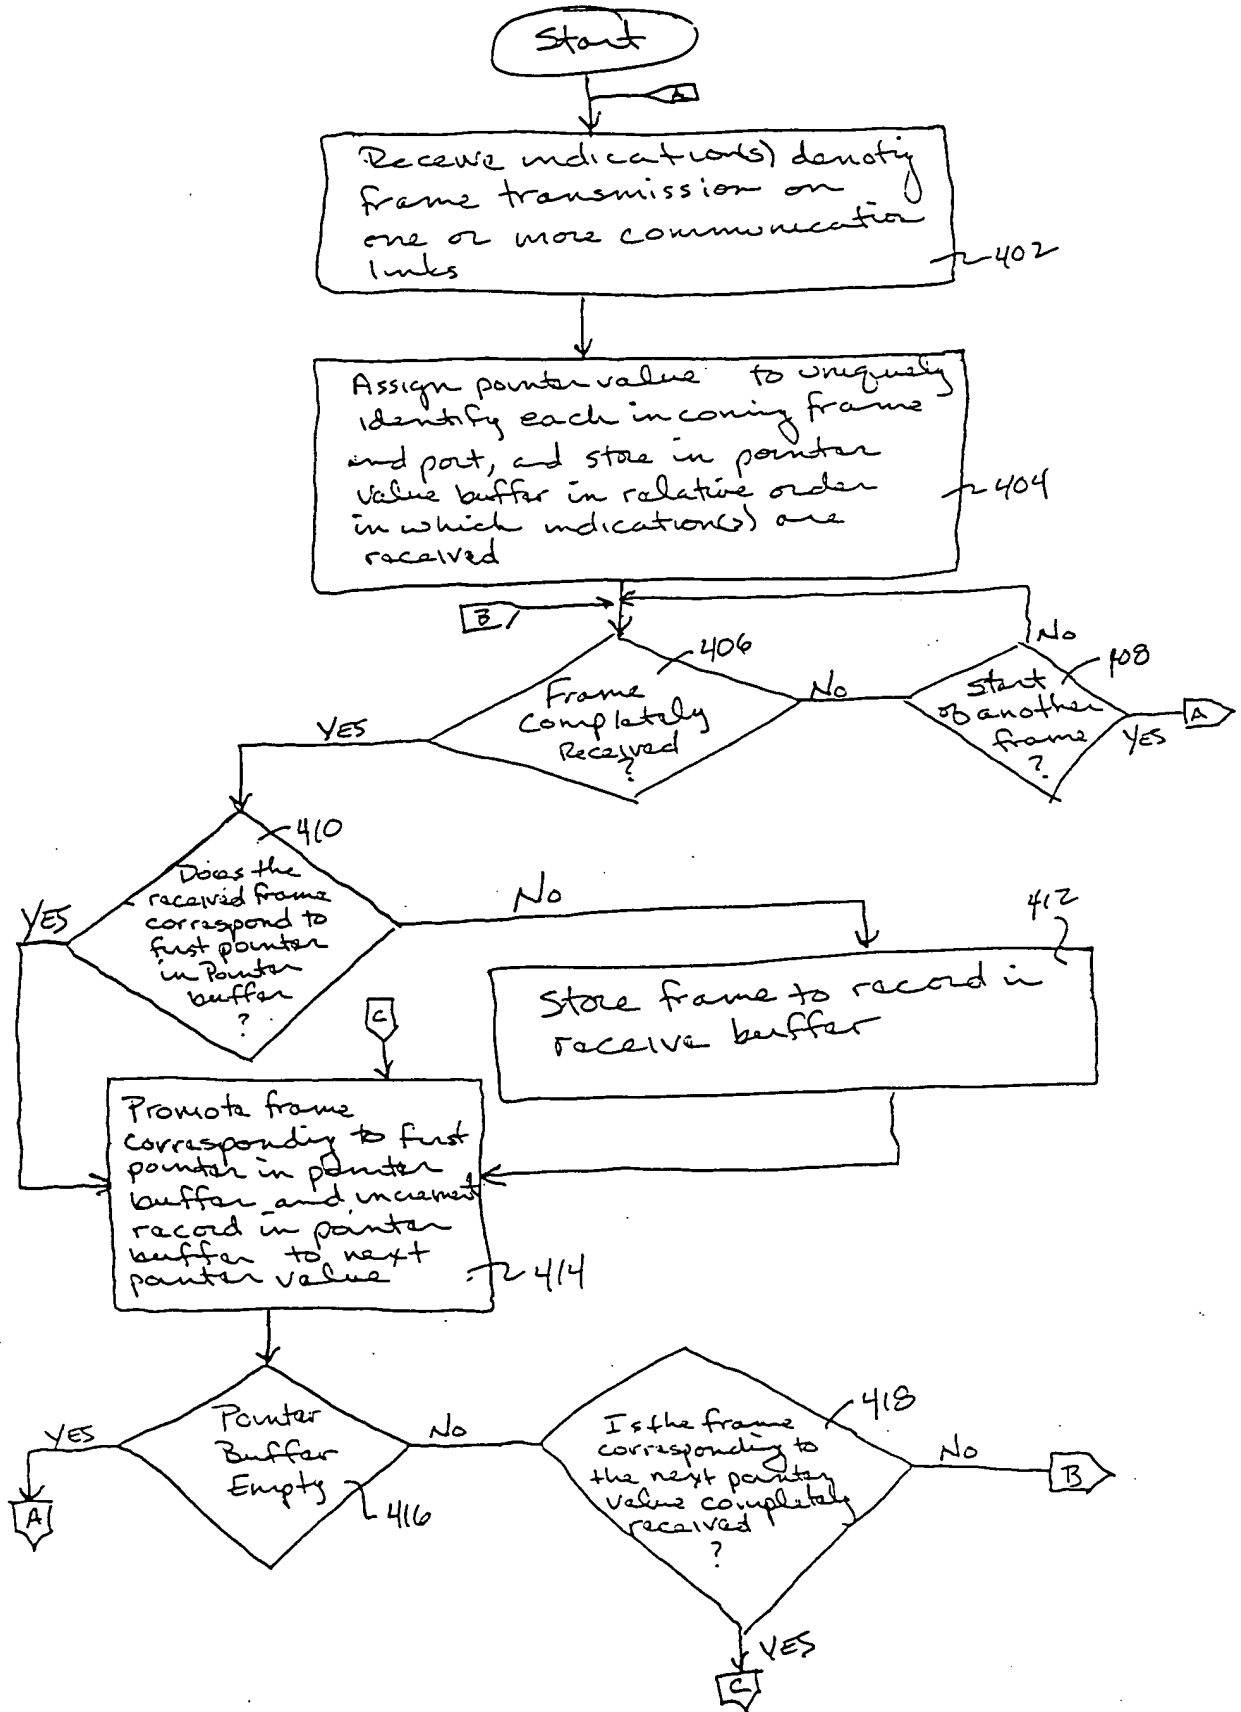 Start
A
Receive indication(s) denotig
frame transmission on
one or more communication
links
402
Assign pointer value to uniquely
identify each incoming frame
and port, and store in pointer
value buffer in relative order
in which indication(s) are
received
404
B
406
Frame
Completely
Received
?
YES
No
408
Start
of another
frame
?
No
YES
A
410
Does the
received frame
correspond to
first pointer
in Pointer
buffer
?
YES
No
412
Store frame to record in
receive buffer
C
Promote frame
corresponding to first
pointer in pointer
buffer and increment
record in pointer
buffer to next
pointer value
414
Pointer
Buffer
Empty
416
YES
A
No
418
Is the frame
corresponding to
the next pointer
value completely
received
?
No
B
YES
C